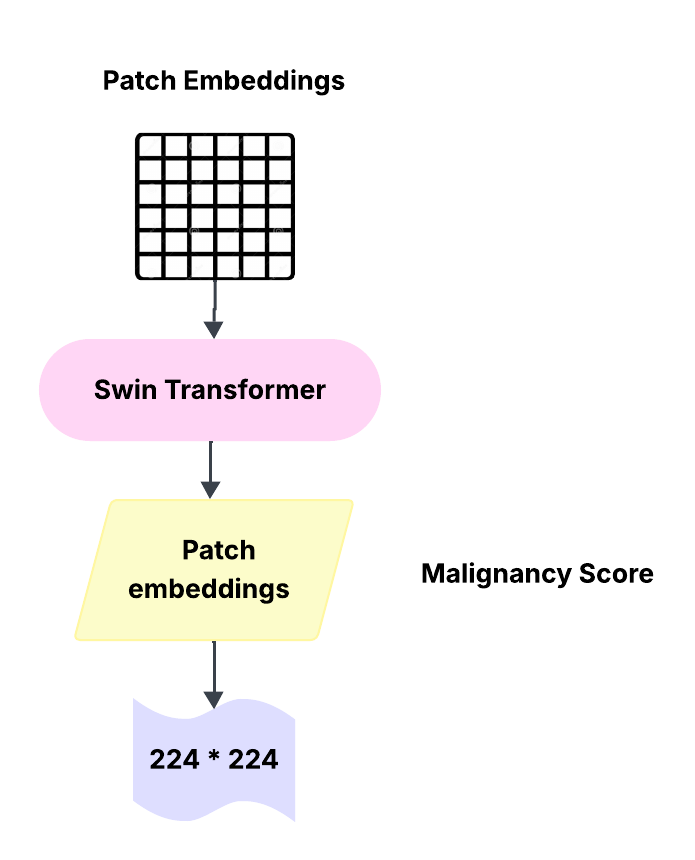 Patch Embeddings
Swin Transformer
Patch
embeddings
Malignancy Score
224 * 224